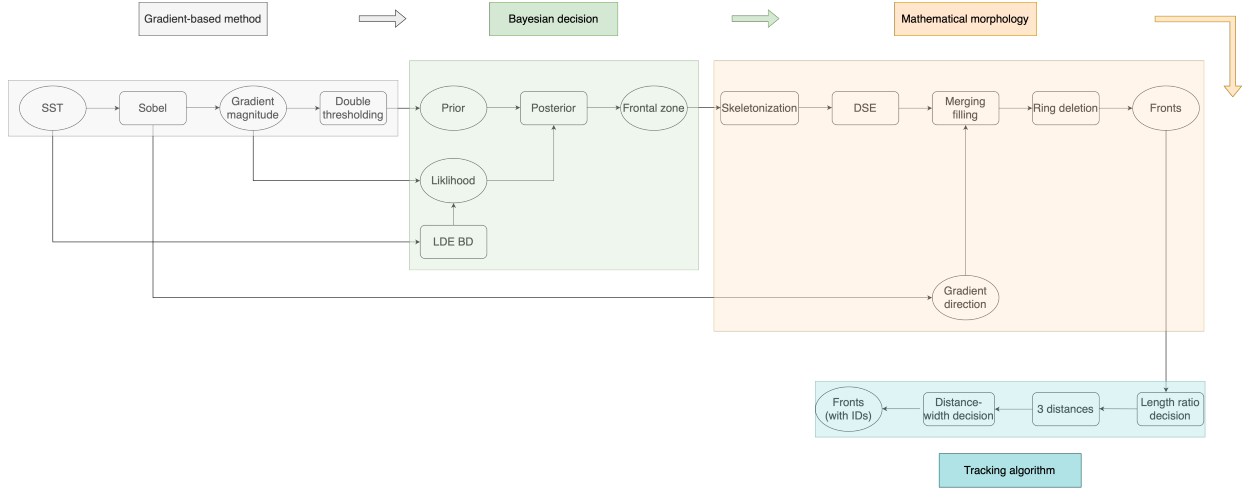 Gradient-based method
Bayesian decision
Mathematical morphology
SST
Sobel
Gradient
magnitude
Double
thresholding
Prior
Posterior
Frontal zone
Skeletonization
DSE
Merging
filling
Ring deletion
Fronts
Liklihood
LDE BD
Gradient
direction
Fronts
(with IDs)
Distance-
width decision
3 distances
Length ratio
decision
Tracking algorithm